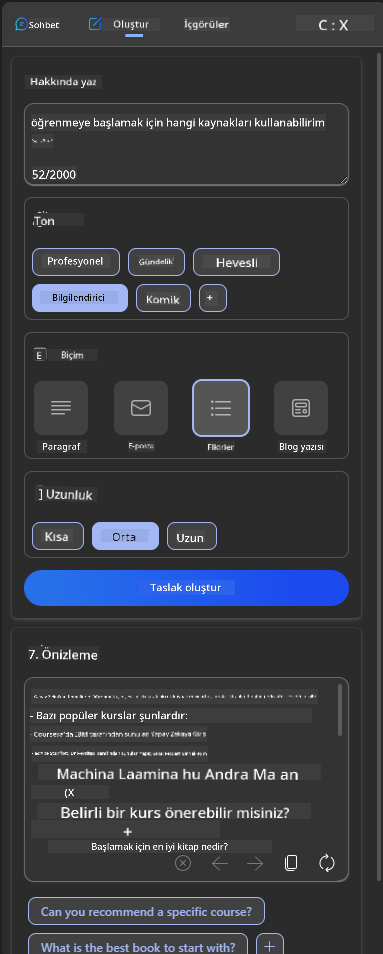 Sohbet
Oluştur
İçgörüler
C : X
Hakkında yaz
öğrenmeye başlamak için hangi kaynakları kullanabilirim
52/2000
Ton
Profesyonel
Gündelik
Hevesli
Bilgilendirici
Komik
+
E Biçim
Paragraf
E-posta
Fikirler
Blog yazısı
] Uzunluk
Kısa
Orta
Uzun
Taslak oluştur
7. Önizleme
- Bazı popüler kurslar şunlardır:
- Coursera'da IBM tarafından sunulan Yapay Zekaya Giriş
Machina Laamina hu Andra Ma an
(X
Belirli bir kurs önerebilir misiniz?
+
Başlamak için en iyi kitap nedir?
Can you recommend a specific course?
What is the best book to start with?
+